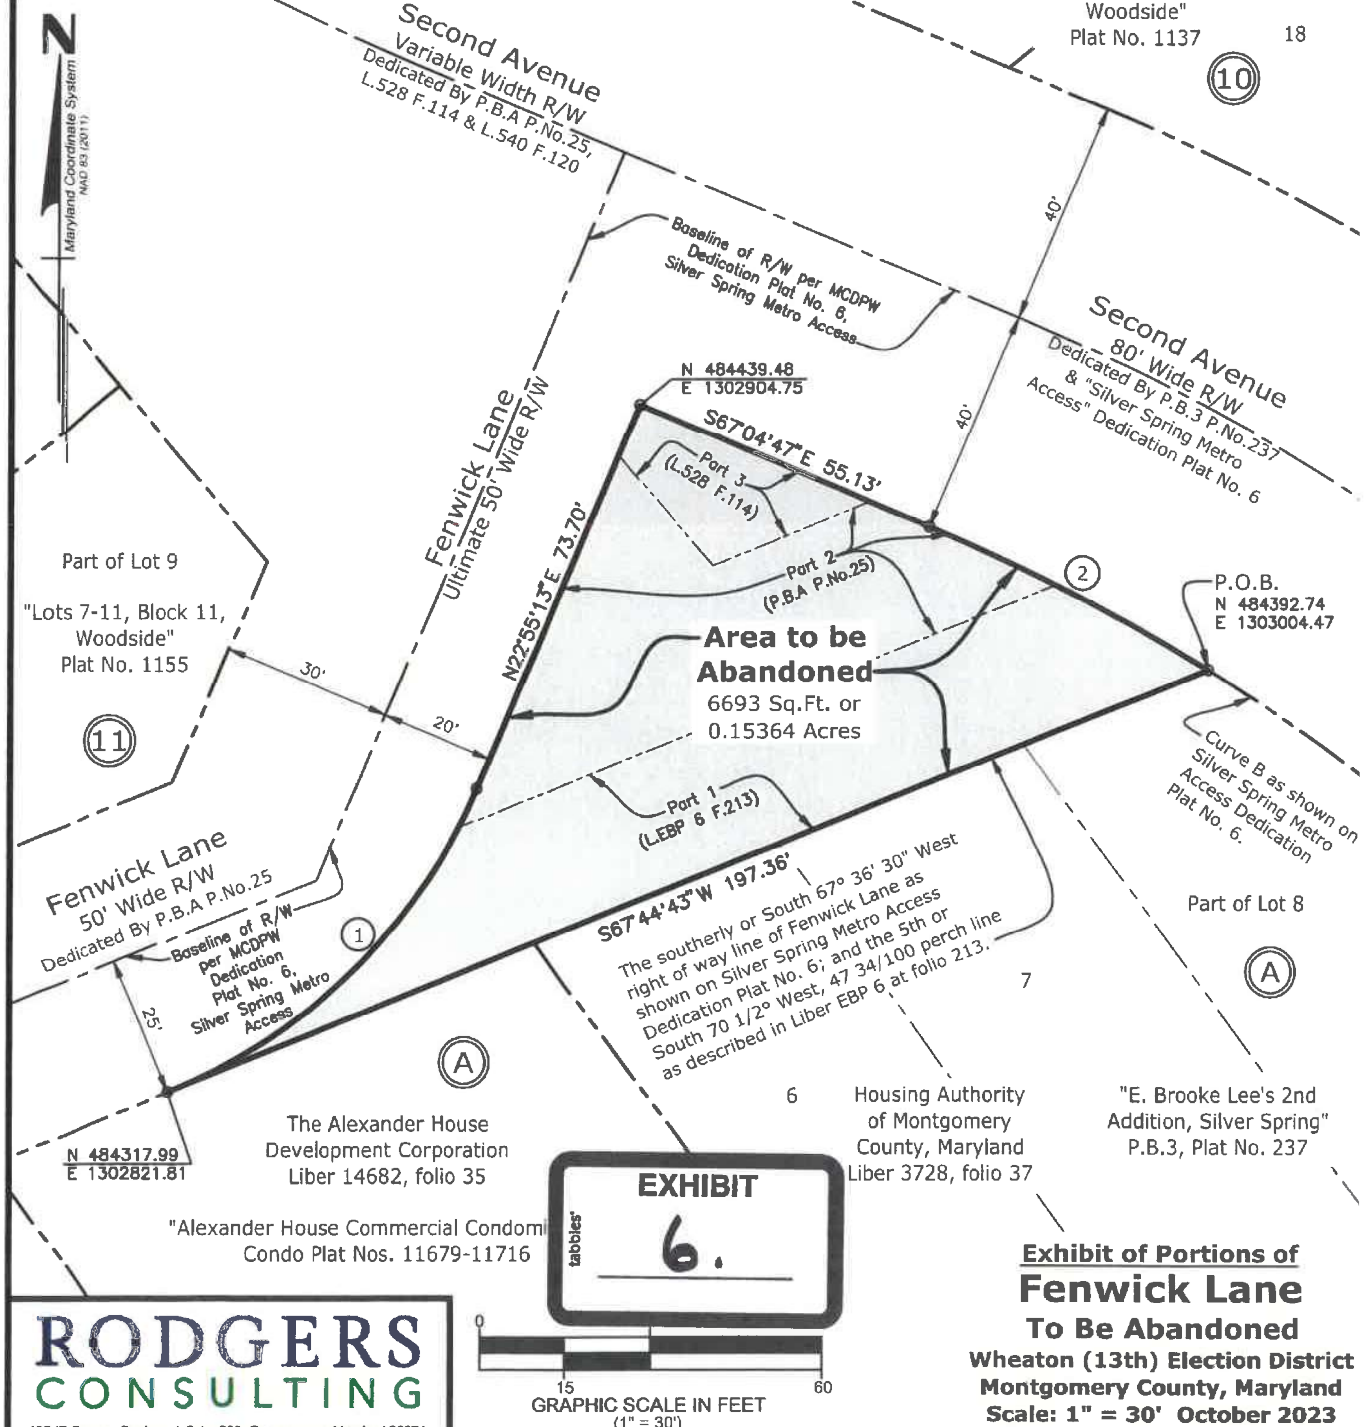 N
Maryland Coordinate System
NAD 83 (2011)
Second Avenue
Variable Width R/W
Dedicated By P.B.A P.No.25,
L.528 F.114 & L.540 F.120
Woodside"
Plat No. 1137
18
10
40'
Baseline of R/W per MCDPW
Dedication Plat No. 6,
Silver Spring Metro Access
Second Avenue
80' Wide R/W
Dedicated By P.B.3 P.No.237
& "Silver Spring Metro
Access" Dedication Plat No. 6
40'
N 484439.48
E 1302904.75
Fenwick Lane
Ultimate 50' Wide R/W
S67°04'47"E 55.13'
Part 3
(L.528 F.114)
N22°55'13"E 73.70'
Part 2
(P.B.A P.No.25)
2
P.O.B.
N 484392.74
E 1303004.47
Part of Lot 9
"Lots 7-11, Block 11,
Woodside"
Plat No. 1155
11
30'
20'
Area to be
Abandoned
6693 Sq.Ft. or
0.15364 Acres
Part 1
(L.EBP 6 F.213)
Curve B as shown on
Silver Spring Metro
Access Dedication
Plat No. 6.
Fenwick Lane
50' Wide R/W
Dedicated By P.B.A P.No.25
Baseline of R/W
per MCDPW
Dedication
Plat No. 6,
Silver Spring Metro
Access
25'
1
S67°44'43"W 197.36'
The southerly or South 67° 36' 30" West
right of way line of Fenwick Lane as
shown on Silver Spring Metro Access
Dedication Plat No. 6; and the 5th or
South 70 1/2° West, 47 34/100 perch line
as described in Liber EBP 6 at folio 213.
Part of Lot 8
A
7
6
A
N 484317.99
E 1302821.81
The Alexander House
Development Corporation
Liber 14682, folio 35
"Alexander House Commercial Condomi
Condo Plat Nos. 11679-11716
Housing Authority
of Montgomery
County, Maryland
Liber 3728, folio 37
"E. Brooke Lee's 2nd
Addition, Silver Spring"
P.B.3, Plat No. 237
EXHIBIT
tabbies'
6.
Exhibit of Portions of
Fenwick Lane
To Be Abandoned
Wheaton (13th) Election District
Montgomery County, Maryland
Scale: 1" = 30' October 2023
RODGERS
CONSULTING
0
15
60
GRAPHIC SCALE IN FEET
(1" = 30')